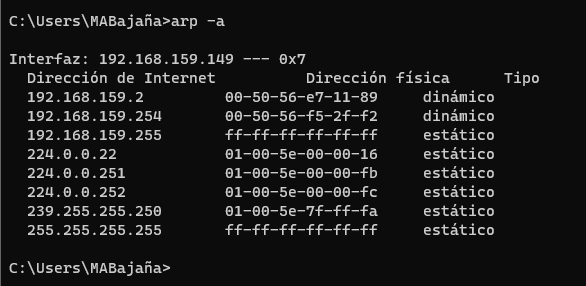 C:\Users\MABajaña>arp -a
Interfaz: 192.168.159.149 --- 0x7
Dirección de Internet          Dirección física      Tipo
192.168.159.2         00-50-56-e7-11-89     dinámico
192.168.159.254       00-50-56-f5-2f-f2     dinámico
192.168.159.255       ff-ff-ff-ff-ff-ff     estático
224.0.0.22            01-00-5e-00-00-16     estático
224.0.0.251           01-00-5e-00-00-fb     estático
224.0.0.252           01-00-5e-00-00-fc     estático
239.255.255.250       01-00-5e-7f-ff-fa     estático
255.255.255.255       ff-ff-ff-ff-ff-ff     estático
C:\Users\MABajaña>